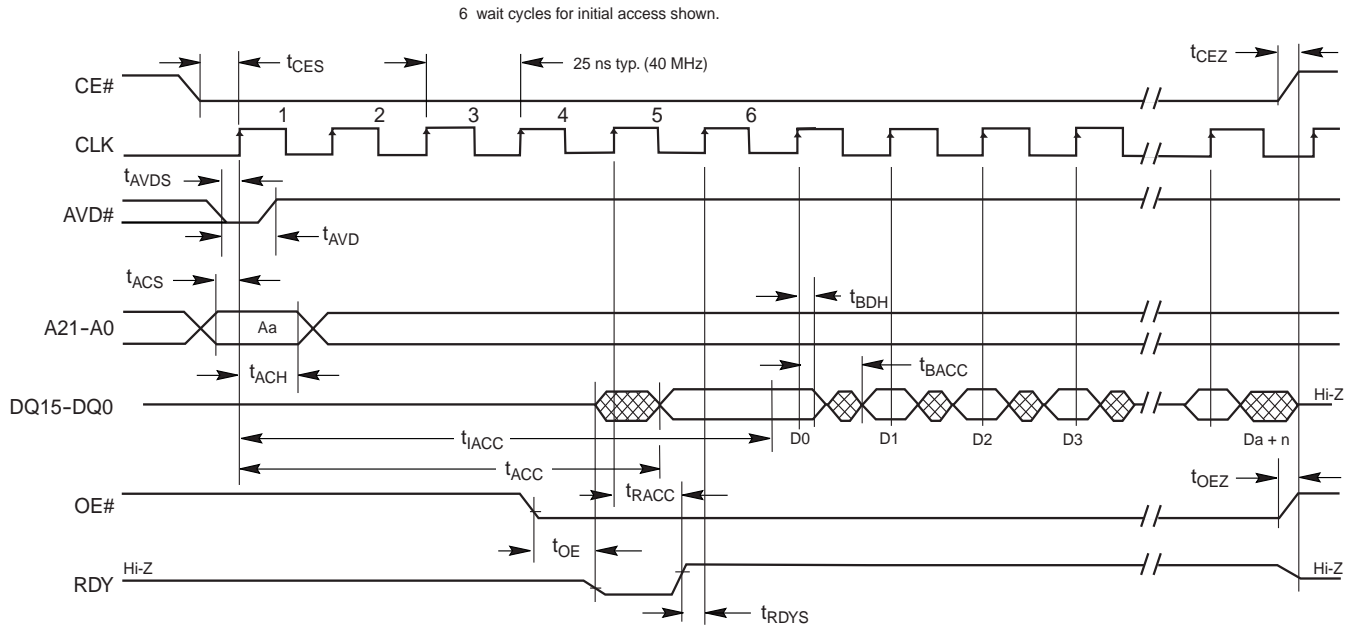 6 wait cycles for initial access shown.
tCES
25 ns typ. (40 MHz)
tCEZ
CE#
1 2 3 4 5 6
CLK
tAVDS
AVD#
tAVD
tACS
tBDH
A21-A0
Aa
tACH
tBACC
DQ15-DQ0
Hi-Z
tIACC
D0 D1 D2 D3 Da + n
tACC
tRACC
tOEZ
OE#
tOE
Hi-Z
Hi-Z
RDY
tRDYS